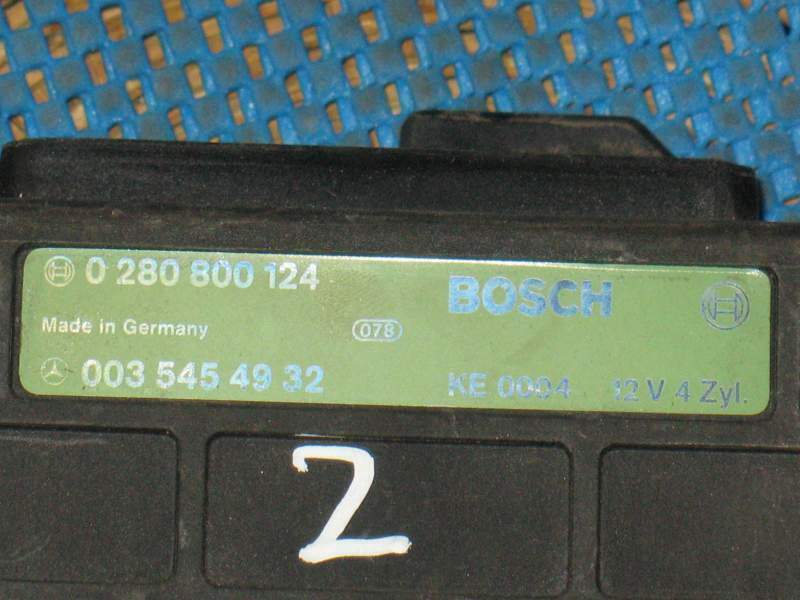 0 280 800 124
BOSCH
Made in Germany
078
003 545 49 32
KE 0004 12 V 4 Zyl.
2